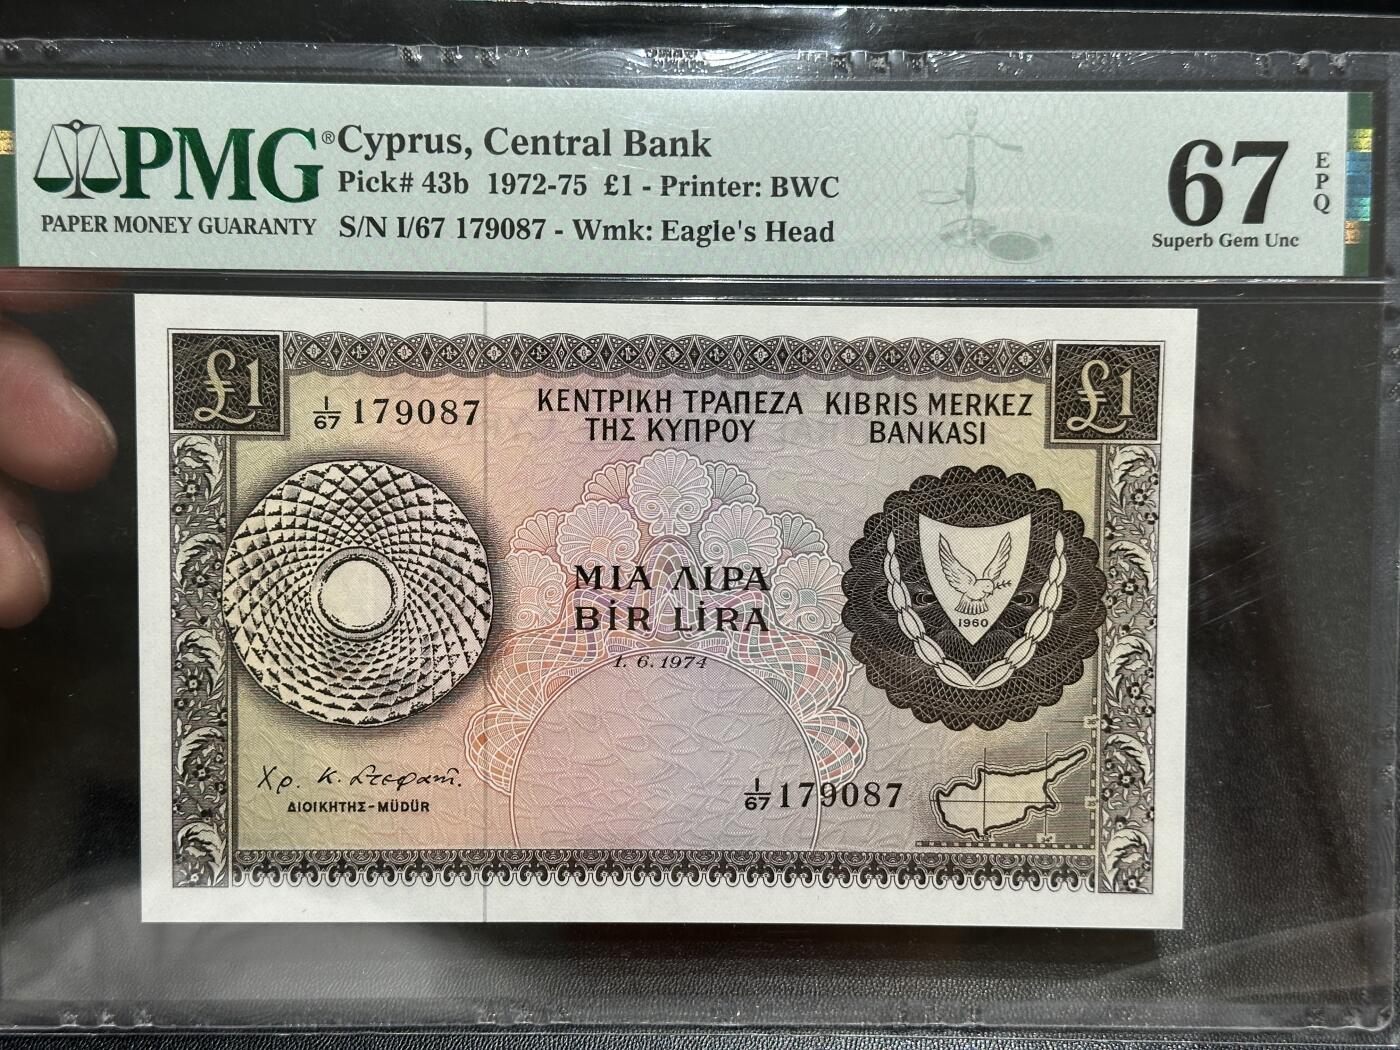 PMG® Cyprus, Central Bank
Pick# 43b 1972-75 £1 - Printer: BWC
PAPER MONEY GUARANTY S/N I/67 179087 - Wmk: Eagle's Head
67 EPQ
Superb Gem Unc
£1 £1
I/67 179087
ΚΕΝΤΡΙΚΗ ΤΡΑΠΕΖΑ KIBRIS MERKEZ
ΤΗΣ ΚΥΠΡΟΥ BANKASI
ΜΙΑ ΛΙΡΑ
BİR LİRA
1.6.1974
1960
Χρ. Κ. Στεφανή.
ΔΙΟΙΚΗΤΗΣ-MÜDÜR
I/67 179087